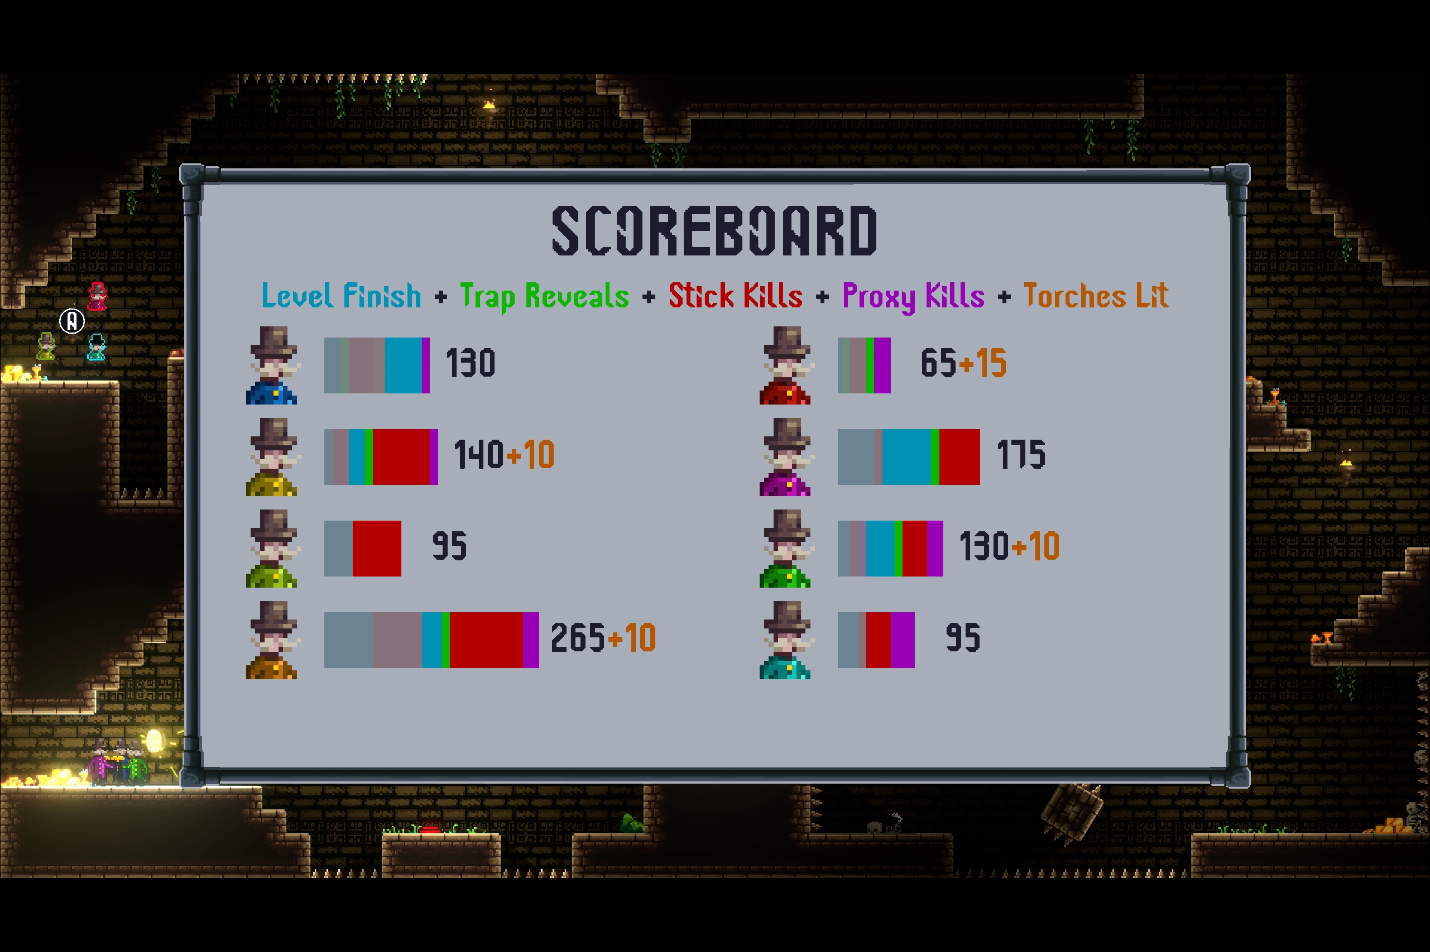 SCOREBOARD
Level Finish + Trap Reveals + Stick Kills + Proxy Kills + Torches Lit
A
130
65+15
140+10
175
95
130+10
265+10
95